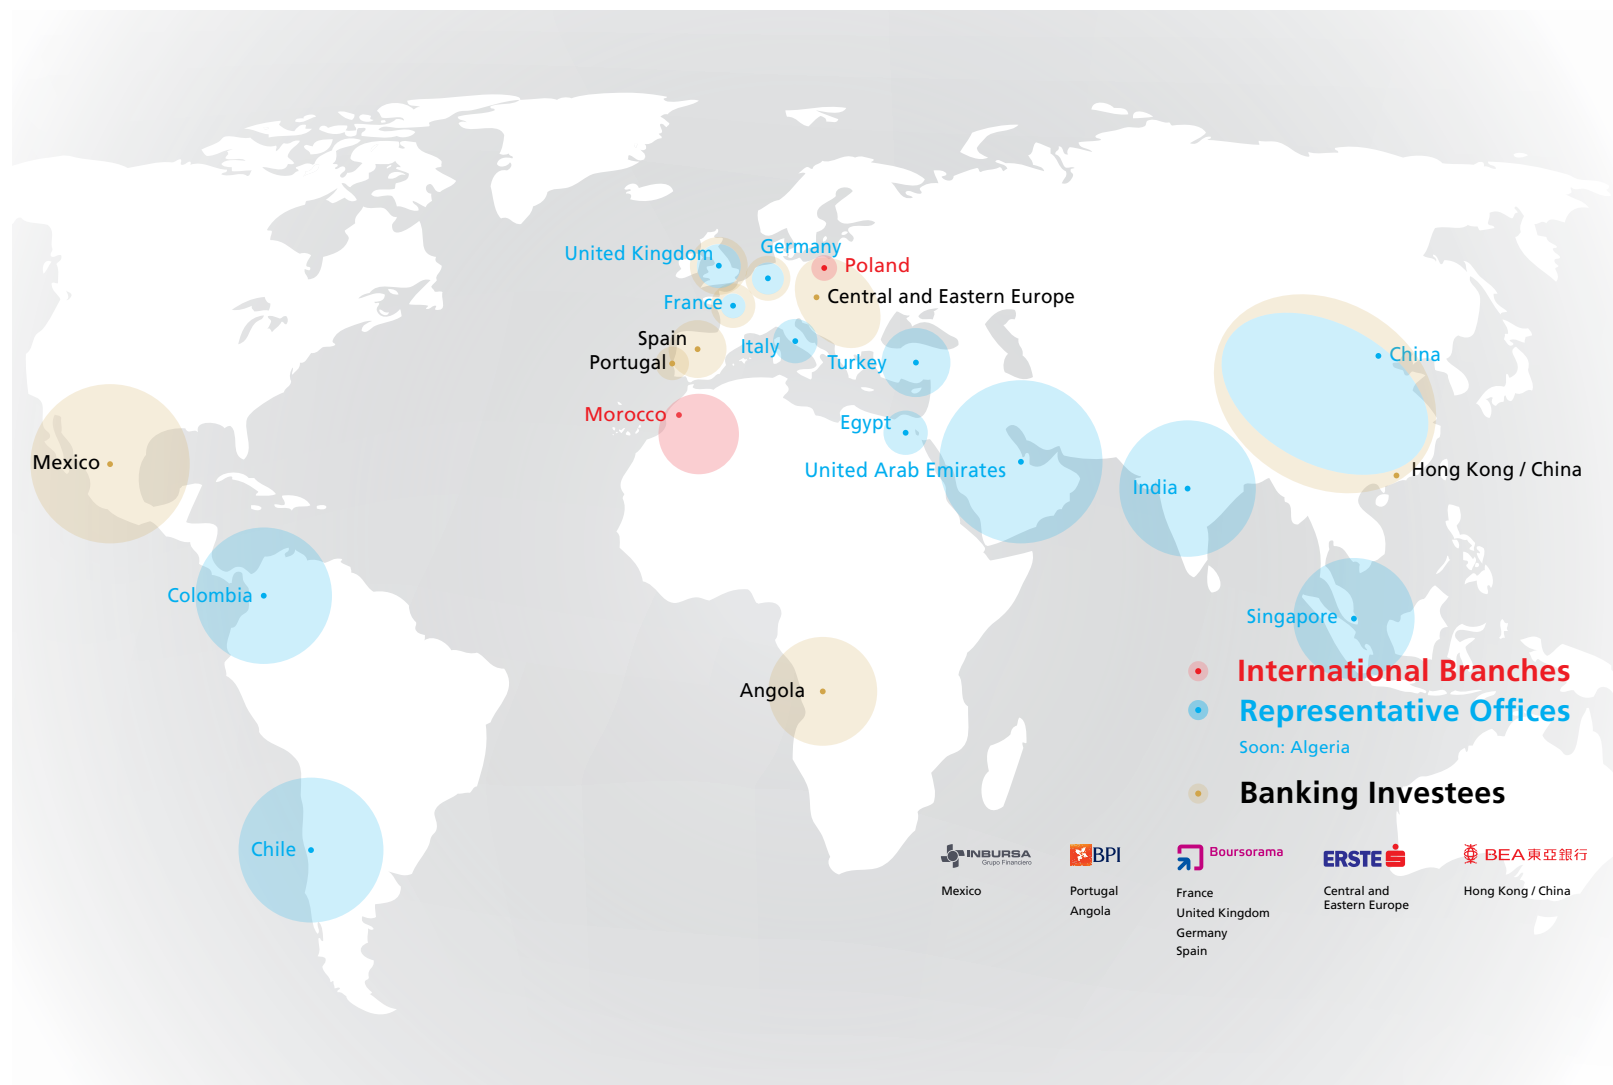 United Kingdom
Germany
Poland
France
Central and Eastern Europe
Spain
Portugal
Italy
Turkey
China
Morocco
Egypt
Mexico
United Arab Emirates
Hong Kong / China
India
Colombia
Singapore
International Branches
Angola
Representative Offices
Soon: Algeria
Banking Investees
Chile
INBURSA
Grupo Financiero
Mexico
BPI
Portugal
Angola
Boursorama
France
United Kingdom
Germany
Spain
ERSTE
Central and
Eastern Europe
BEA東亞銀行
Hong Kong / China